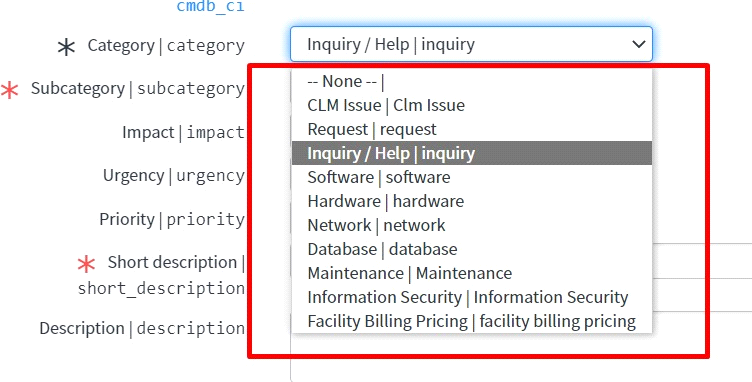 cmdb_ci
* Category | category
Inquiry / Help | inquiry
-- None -- |
* Subcategory | subcategory
CLM Issue | Clm Issue
Impact | impact
Request | request
Inquiry / Help | inquiry
Urgency | urgency
Software | software
Hardware | hardware
Priority | priority
Network | network
Database | database
* Short description |
short_description
Maintenance | Maintenance
Information Security | Information Security
Description | description
Facility Billing Pricing | facility billing pricing